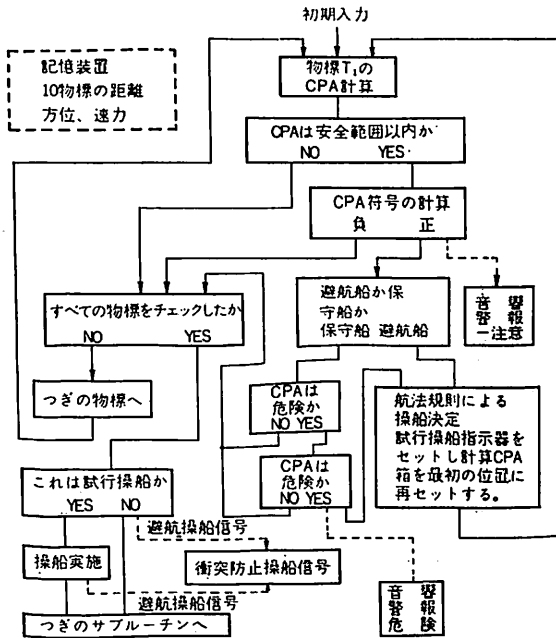 初期入力
記憶装置
10物標の距離
方位、速力
物標T₁の
CPA計算
CPAは安全範囲以内か
NO YES
CPA符号の計算
負 正
すべての物標をチェックしたか
NO YES
避航船か保
守船か
保守船 避航船
音響
警報
―注意
つぎの物標へ
CPAは
危険か
NO YES
CPAは
危険か
NO YES
航法規則による
操船決定
試行操船指示器を
セットし計算CPA
箱を最初の位置に
再セットする。
これは試行操船か
YES NO
避航操船信号
操船実施
衝突防止操船信号
避航操船信号
音響
警報
危険
つぎのサブルーチンへ